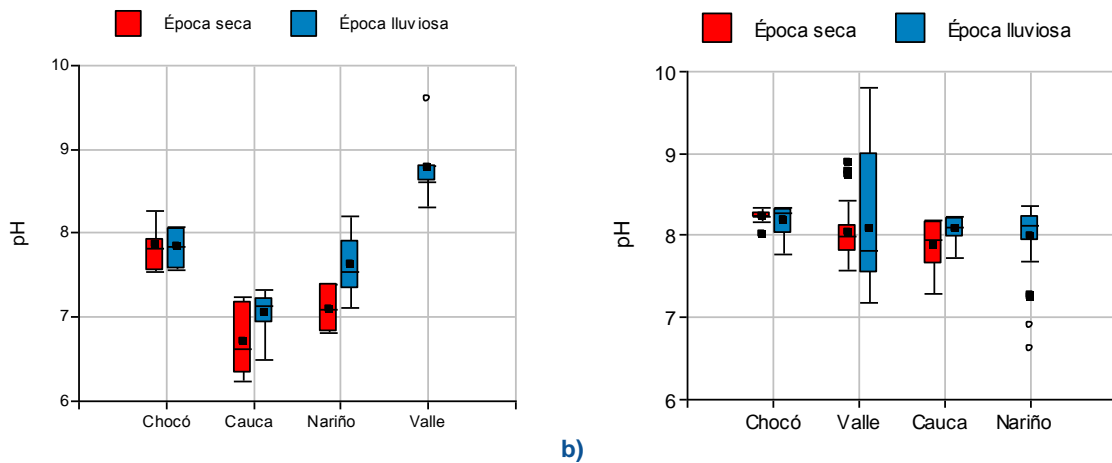 Época seca Época lluviosa
10
9
8
7
6
pH
Chocó Cauca Nariño Valle
b)
Época seca Época lluviosa
10
9
8
7
6
pH
Chocó Valle Cauca Nariño